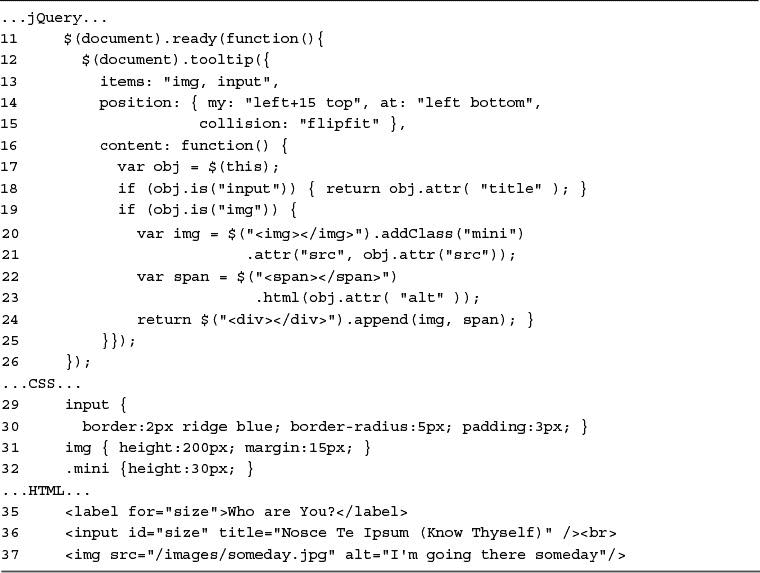 ...jQuery...
11     $(document).ready(function(){
12       $(document).tooltip({
13         items: "img, input",
14         position: { my: "left+15 top", at: "left bottom",
15                    collision: "flipfit" },
16         content: function() {
17           var obj = $(this);
18           if (obj.is("input")) { return obj.attr( "title" ); }
19           if (obj.is("img")) {
20             var img = $("<img></img>").addClass("mini")
21                         .attr("src", obj.attr("src"));
22             var span = $("<span></span>")
23                          .html(obj.attr( "alt" ));
24             return $("<div></div>").append(img, span); }
25         }});
26     });
...CSS...
29     input {
30       border:2px ridge blue; border-radius:5px; padding:3px; }
31     img { height:200px; margin:15px; }
32     .mini {height:30px; }
...HTML...
35     <label for="size">Who are You?</label>
36     <input id="size" title="Nosce Te Ipsum (Know Thyself)" /><br>
37     <img src="/images/someday.jpg" alt="I'm going there someday"/>